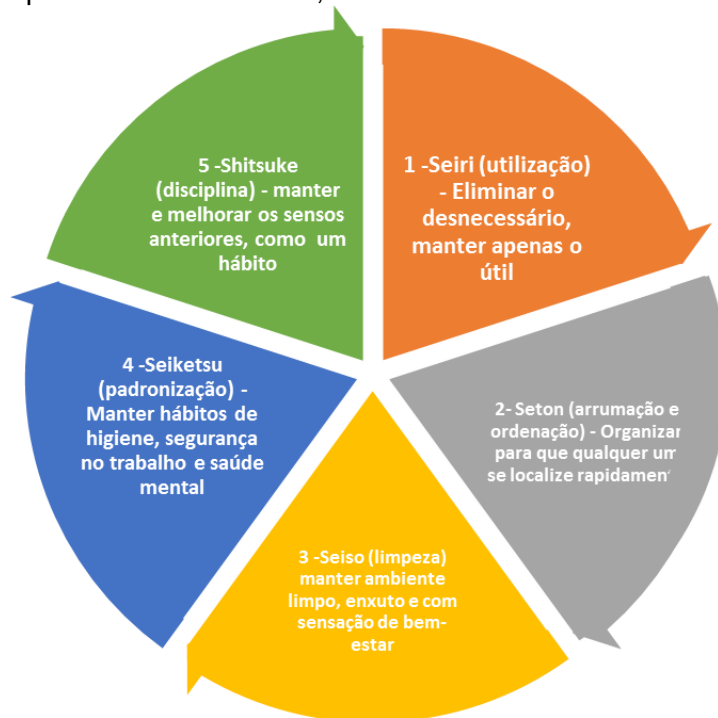 1 -Seiri (utilização)
- Eliminar o
desnecessário,
manter apenas o
útil
2- Seton (arrumação e
ordenação) - Organizar
para que qualquer um
se localize
3 -Seiso (limpeza)
manter ambiente
limpo, enxuto e com
sensação de bem-
estar
4 -Seiketsu
(padronização) -
Manter hábitos de
higiene, segurança
no trabalho e saúde
mental
5 -Shitsuke
(disciplina) - manter
e melhorar os sensos
anteriores, como um
hábito